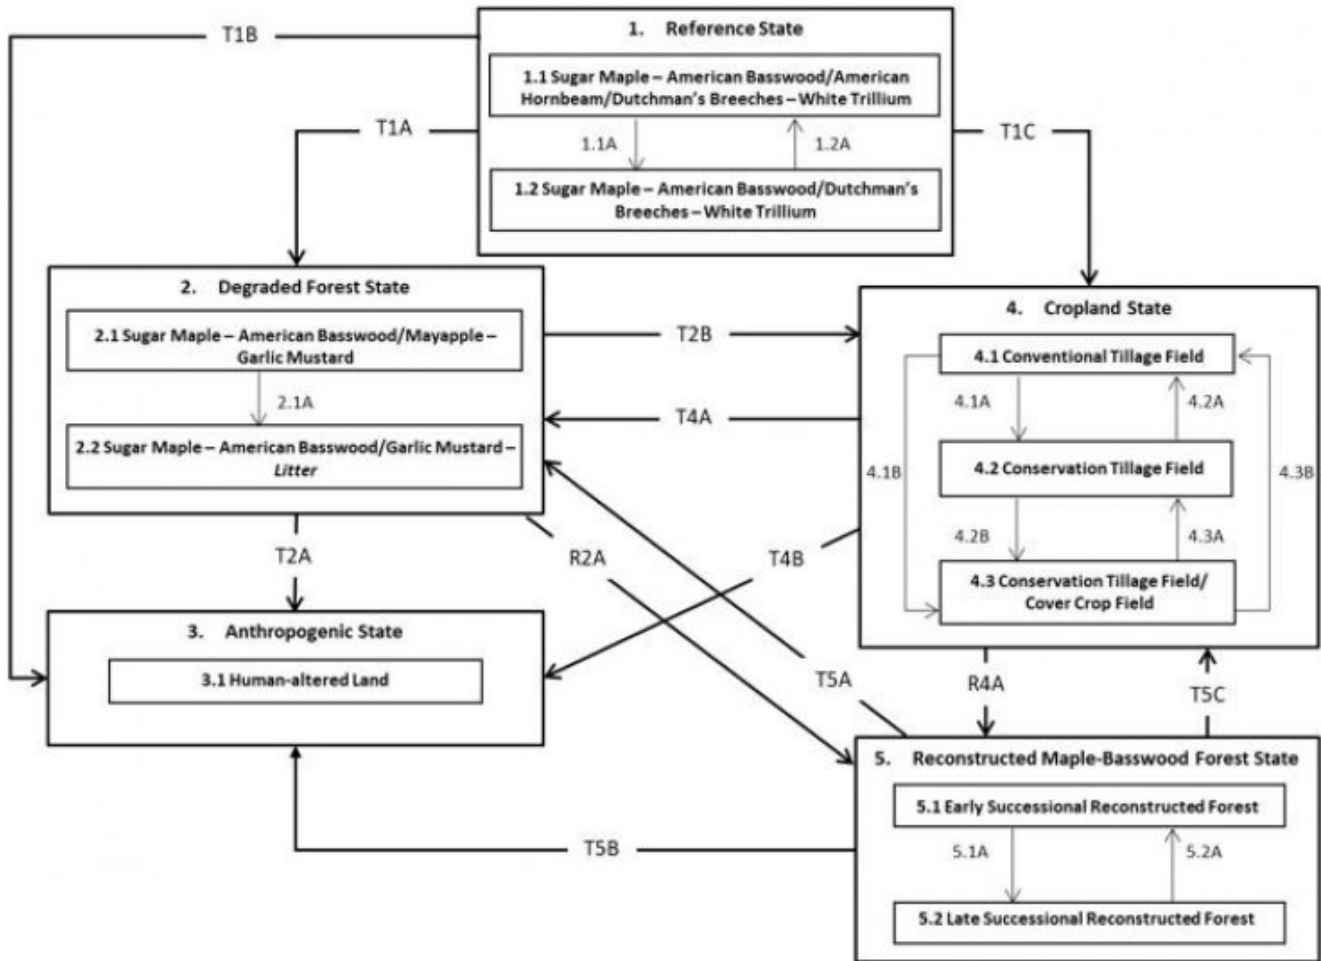 T1B
1. Reference State
1.1 Sugar Maple – American Basswood/American
Hornbeam/Dutchman's Breeches – White Trillium
T1A
T1C
1.1A
1.2A
1.2 Sugar Maple – American Basswood/Dutchman's
Breeches – White Trillium
2. Degraded Forest State
2.1 Sugar Maple – American Basswood/Mayapple –
Garlic Mustard
2.1A
2.2 Sugar Maple – American Basswood/Garlic Mustard –
Litter
T2B
T4A
4. Cropland State
4.1 Conventional Tillage Field
4.1A
4.2A
4.2 Conservation Tillage Field
4.1B
4.3B
4.2B
4.3A
4.3 Conservation Tillage Field/
Cover Crop Field
T2A
R2A
T4B
3. Anthropogenic State
3.1 Human-altered Land
T5A
R4A
T5C
5. Reconstructed Maple-Basswood Forest State
5.1 Early Successional Reconstructed Forest
5.1A
5.2A
5.2 Late Successional Reconstructed Forest
T5B